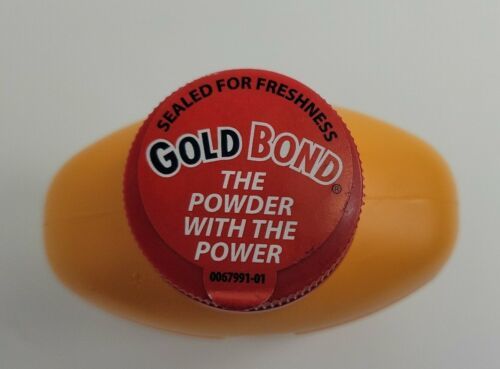 SEALED FOR FRESHNESS
GOLD BOND®
THE
POWDER
WITH THE
POWER
0067991-01